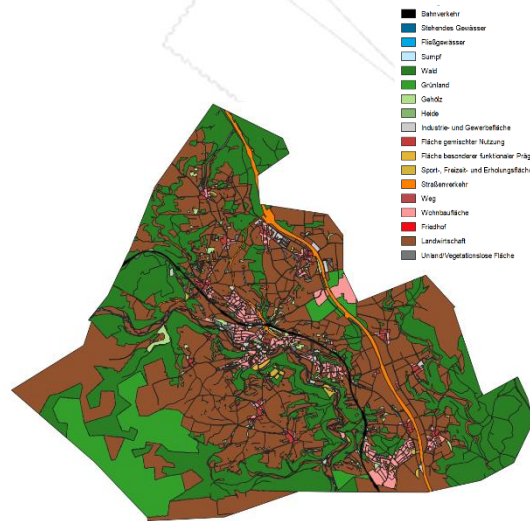 Bahnverkehr
Stehendes Gewässer
Fließgewässer
Sumpf
Wald
Grünland
Gehölz
Heide
Industrie- und Gewerbefläche
Fläche gemischter Nutzung
Fläche besonderer funktionaler Präg
Sport-, Freizeit- und Erholungsfläche
Straßenverkehr
Weg
Wohnbaufläche
Friedhof
Landwirtschaft
Unland/Vegetationslose Fläche